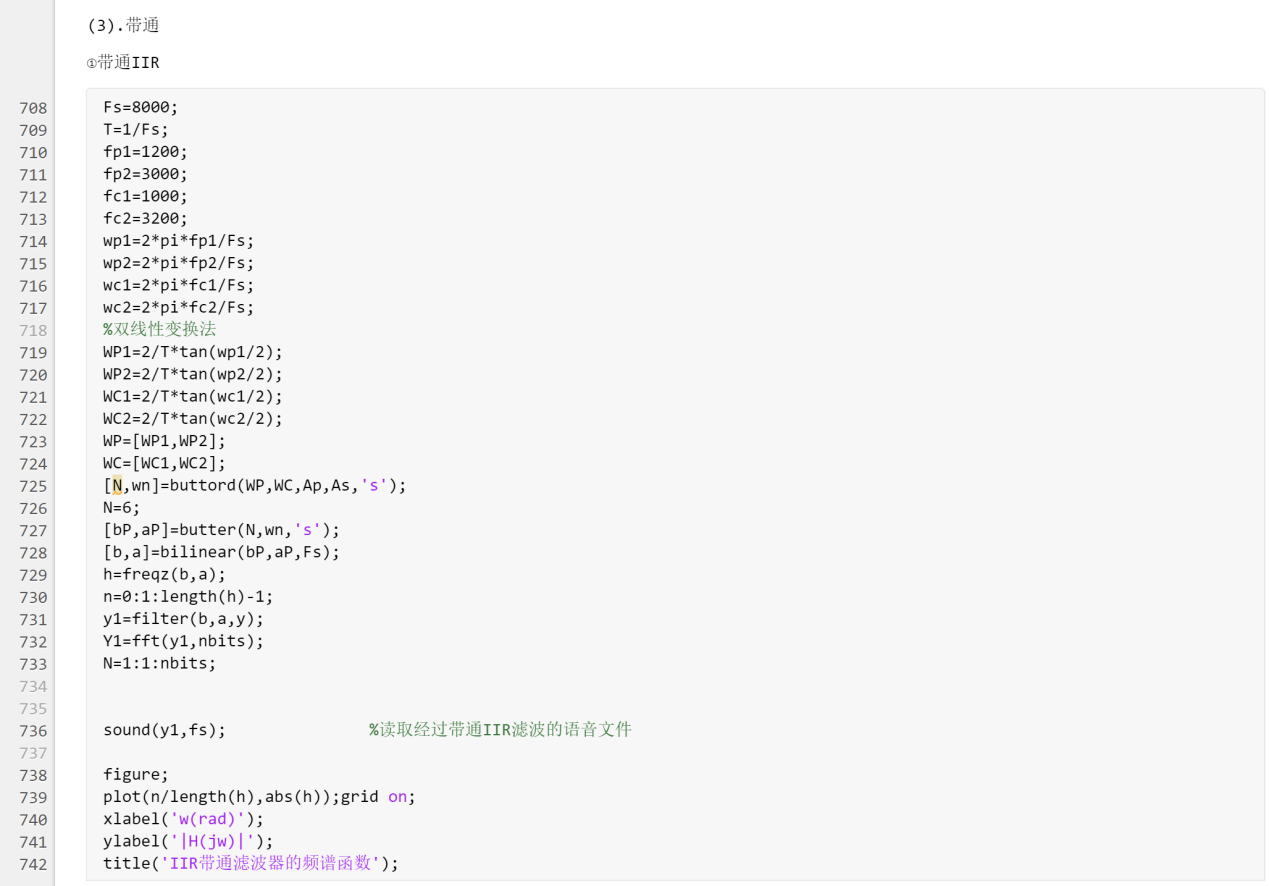 (3).带通
①带通IIR
708 Fs=8000;
709 T=1/Fs;
710 fp1=1200;
711 fp2=3000;
712 fc1=1000;
713 fc2=3200;
714 wp1=2*pi*fp1/Fs;
715 wp2=2*pi*fp2/Fs;
716 wc1=2*pi*fc1/Fs;
717 wc2=2*pi*fc2/Fs;
718 %双线性变换法
719 WP1=2/T*tan(wp1/2);
720 WP2=2/T*tan(wp2/2);
721 WC1=2/T*tan(wc1/2);
722 WC2=2/T*tan(wc2/2);
723 WP=[WP1,WP2];
724 WC=[WC1,WC2];
725 [N,wn]=buttord(WP,WC,Ap,As,'s');
726 N=6;
727 [bP,aP]=butter(N,wn,'s');
728 [b,a]=bilinear(bP,aP,Fs);
729 h=freqz(b,a);
730 n=0:1:length(h)-1;
731 y1=filter(b,a,y);
732 Y1=fft(y1,nbits);
733 N=1:1:nbits;
734
735
736 sound(y1,fs); %读取经过带通IIR滤波的语音文件
737
738 figure;
739 plot(n/length(h),abs(h));grid on;
740 xlabel('w(rad)');
741 ylabel('|H(jw)|');
742 title('IIR带通滤波器的频谱函数');